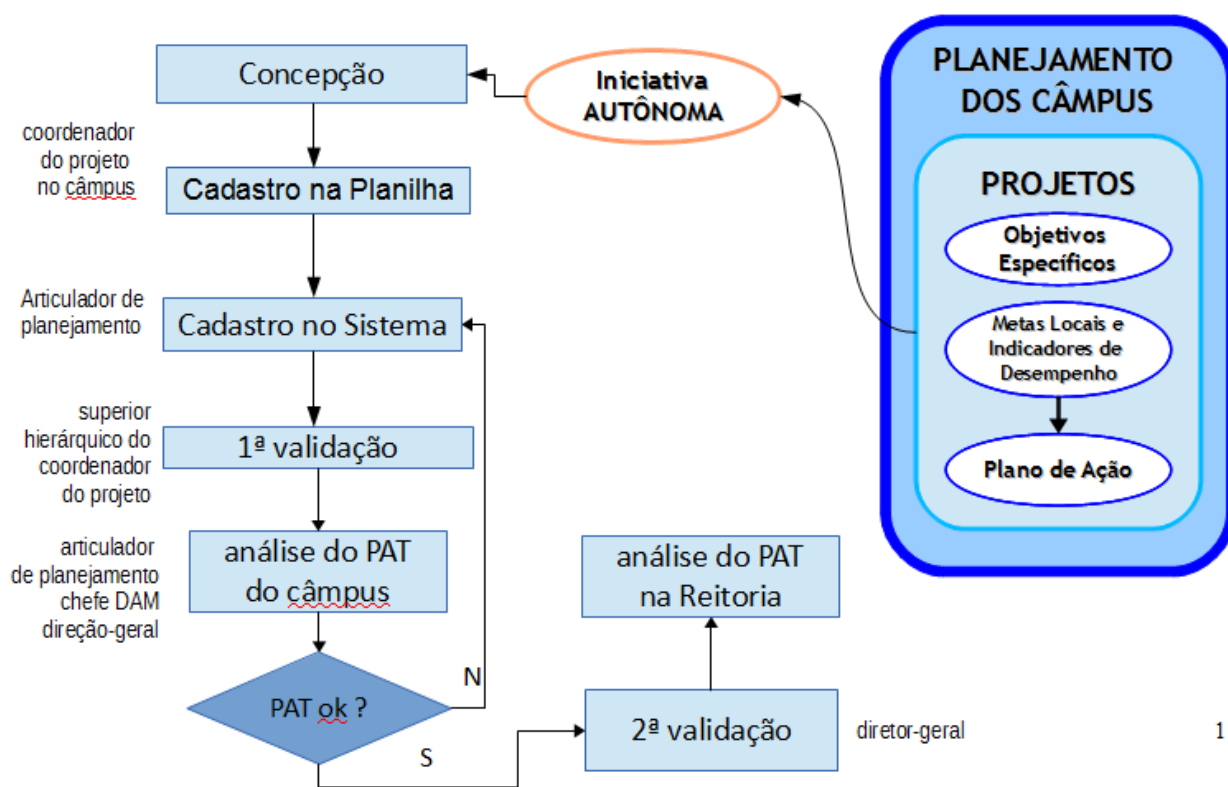 Concepção
Iniciativa
AUTÔNOMA
PLANEJAMENTO
DOS CÂMPUS
PROJETOS
Objetivos
Específicos
Metas Locais e
Indicadores de
Desempenho
Plano de Ação
coordenador
do projeto
no câmpus
Cadastro na Planilha
Articulador de
planejamento
Cadastro no Sistema
superior
hierárquico do
coordenador
do projeto
1ª validação
articulador
de planejamento
chefe DAM
direção-geral
análise do PAT
do câmpus
análise do PAT
na Reitoria
PAT ok ?
N
S
2ª validação
diretor-geral
1